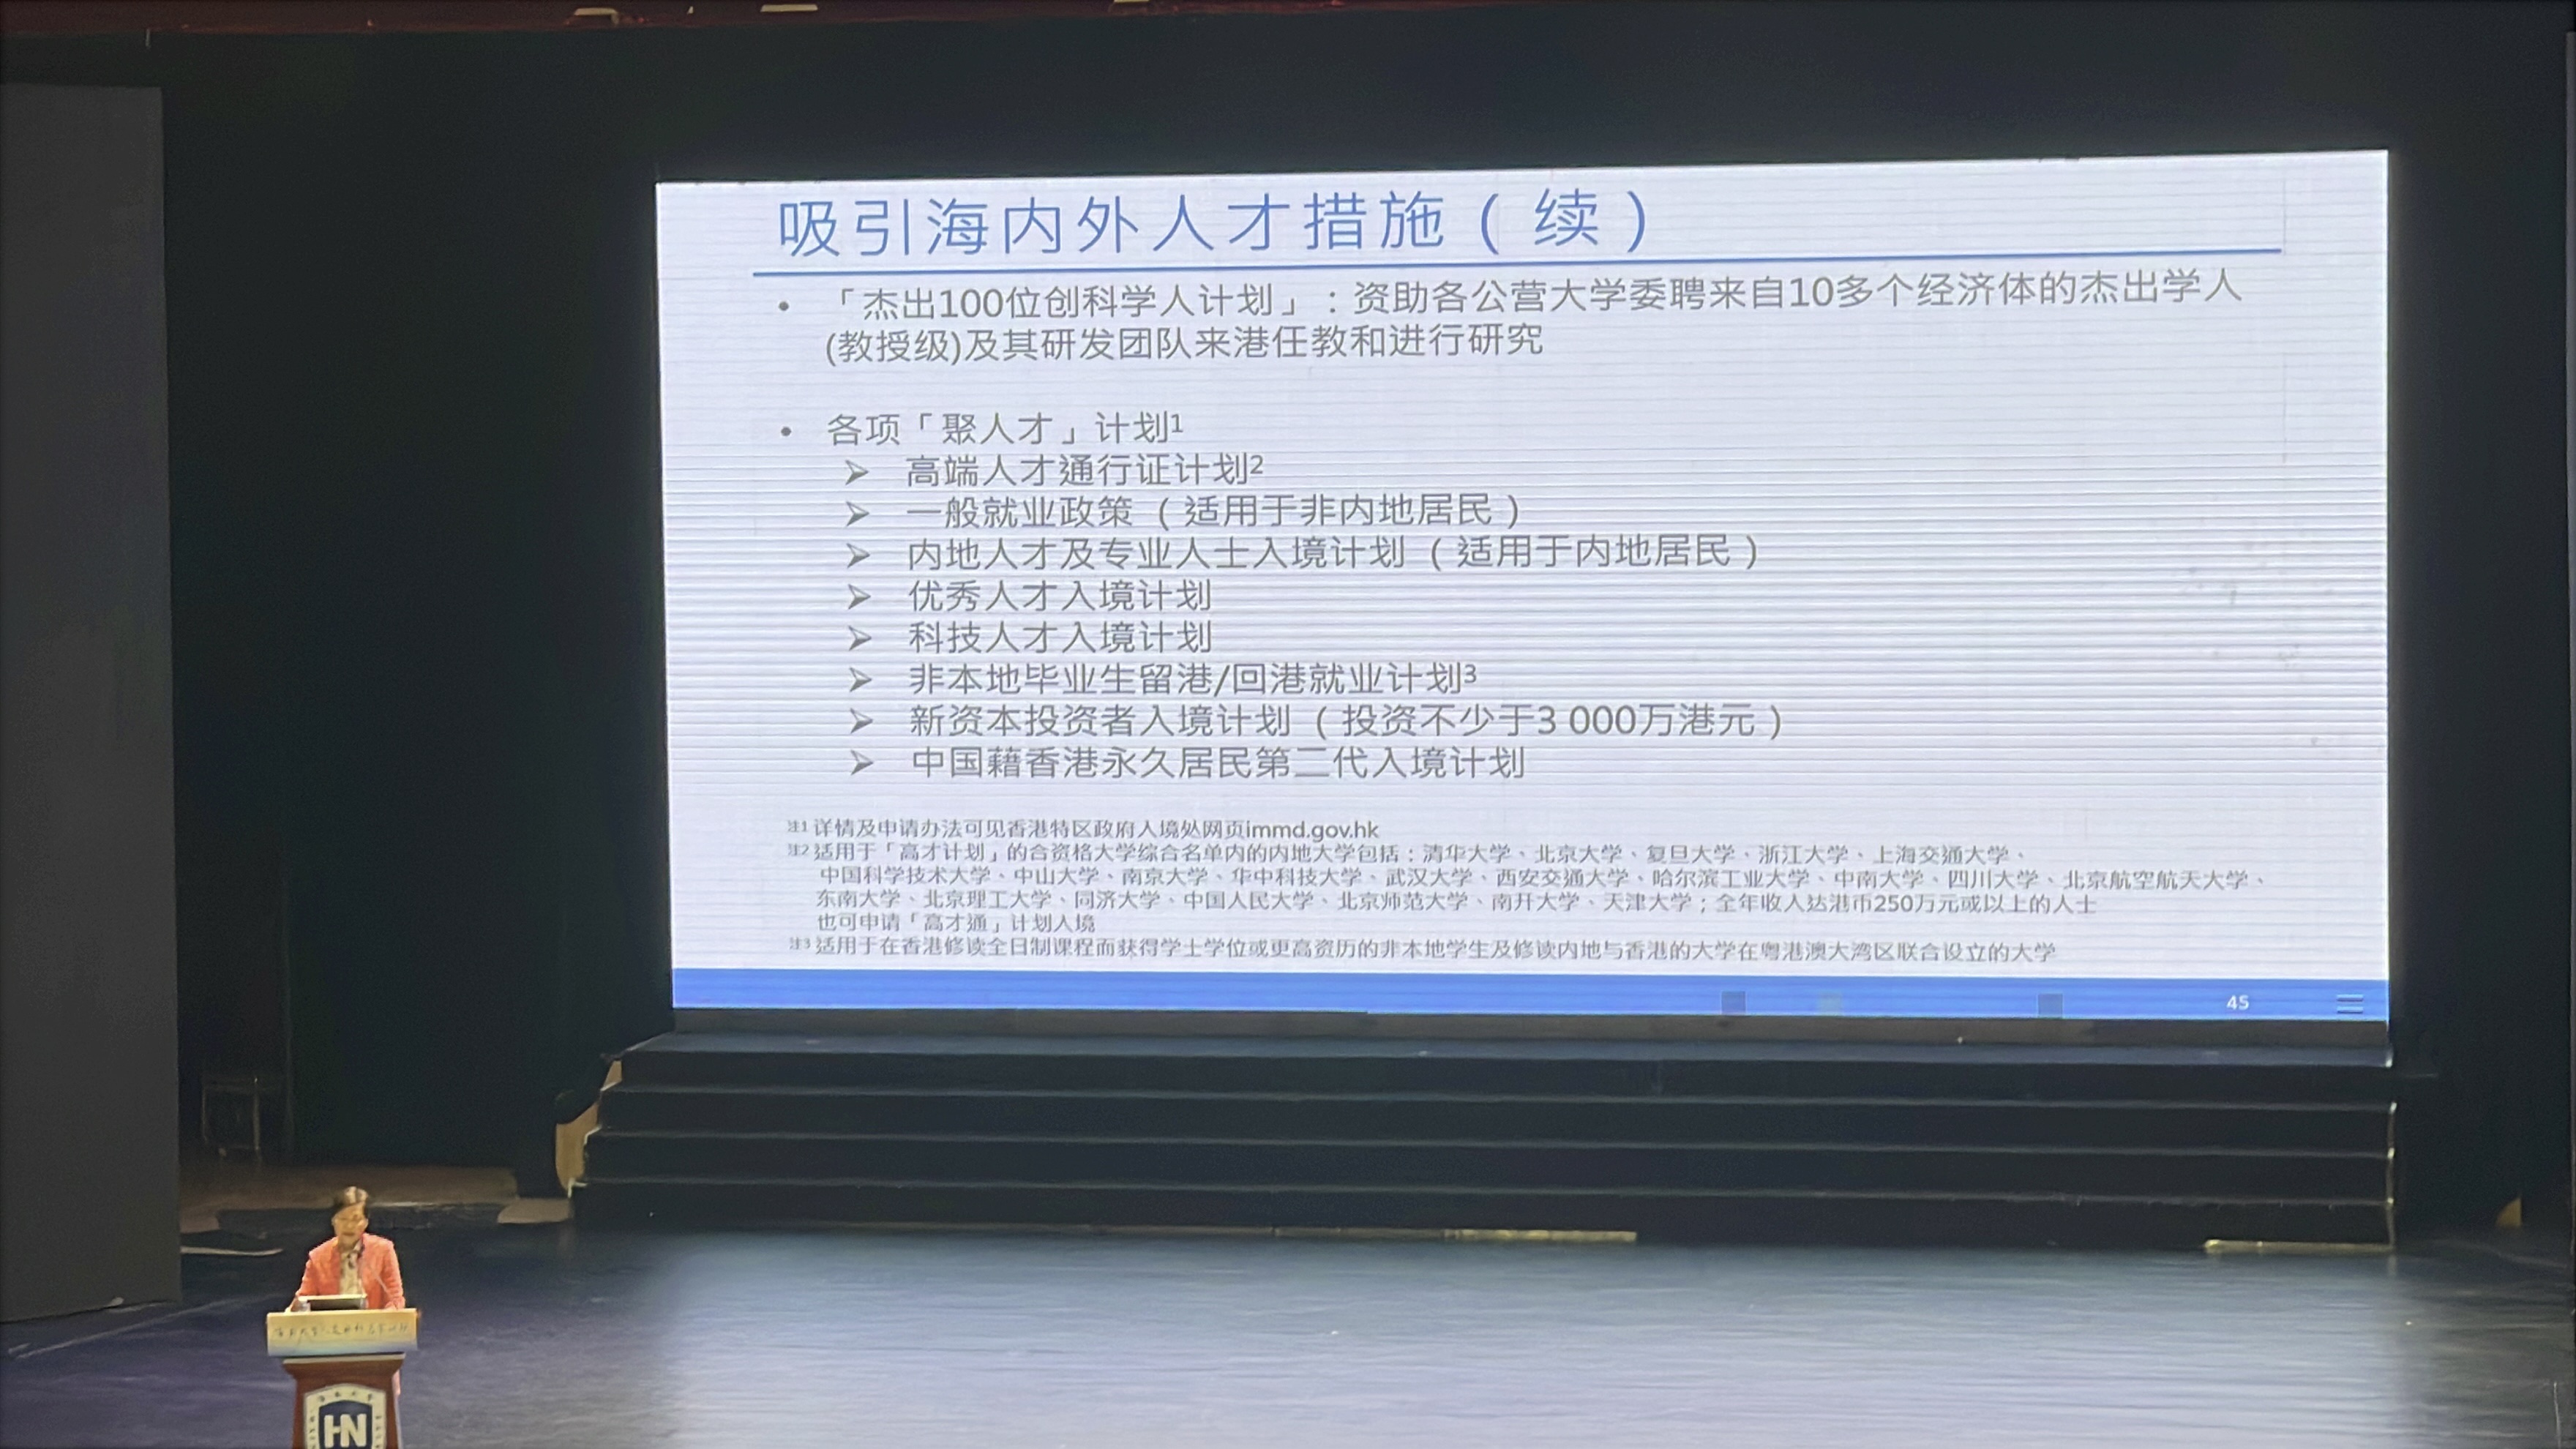 吸引海内外人才措施（续）
• 「杰出100位创科学人计划」：资助各公营大学委聘来自10多个经济体的杰出学人
(教授级)及其研发团队来港任教和进行研究
• 各项「聚人才」计划1
➢ 高端人才通行证计划2
➢ 一般就业政策（适用于非内地居民）
➢ 内地人才及专业人士入境计划（适用于内地居民）
➢ 优秀人才入境计划
➢ 科技人才入境计划
➢ 非本地毕业生留港/回港就业计划3
➢ 新资本投资者入境计划（投资不少于3 000万港元）
➢ 中国藉香港永久居民第二代入境计划
注1 详情及申请办法可见香港特区政府入境处网页immd.gov.hk
注2 适用于「高才计划」的合资格大学综合名单内的内地大学包括：清华大学、北京大学、复旦大学、浙江大学、上海交通大学、
中国科学技术大学、中山大学、南京大学、华中科技大学、武汉大学、西安交通大学、哈尔滨工业大学、中南大学、四川大学、北京航空航天大学、
东南大学、北京理工大学、同济大学、中国人民大学、北京师范大学、南开大学、天津大学；全年收入达港币250万元或以上的人士
也可申请「高才通」计划入境
注3 适用于在香港修读全日制课程而获得学士学位或更高资历的非本地学生及修读内地与香港的大学在粤港澳大湾区联合设立的大学
45
HN